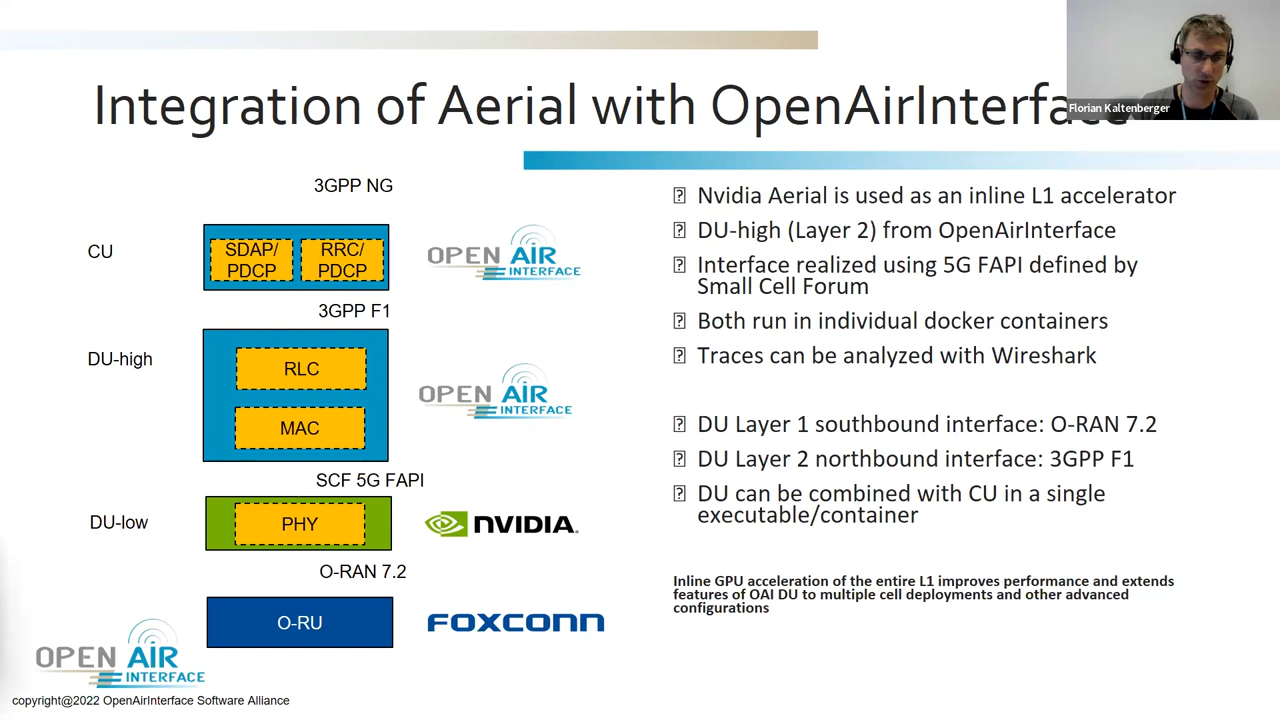 Integration of Aerial with OpenAirInterface
Florian Kaltenberger
3GPP NG
CU
SDAP/
PDCP
RRC/
PDCP
OPEN AIR
INTERFACE
3GPP F1
DU-high
RLC
MAC
OPEN AIR
INTERFACE
SCF 5G FAPI
DU-low
PHY
NVIDIA.
O-RAN 7.2
O-RU
FOXCONN
OPEN AIR
INTERFACE
copyright@2022 OpenAirInterface Software Alliance
Nvidia Aerial is used as an inline L1 accelerator
DU-high (Layer 2) from OpenAirInterface
Interface realized using 5G FAPI defined by
Small Cell Forum
Both run in individual docker containers
Traces can be analyzed with Wireshark
DU Layer 1 southbound interface: O-RAN 7.2
DU Layer 2 northbound interface: 3GPP F1
DU can be combined with CU in a single
executable/container
Inline GPU acceleration of the entire L1 improves performance and extends
features of OAI DU to multiple cell deployments and other advanced
configurations